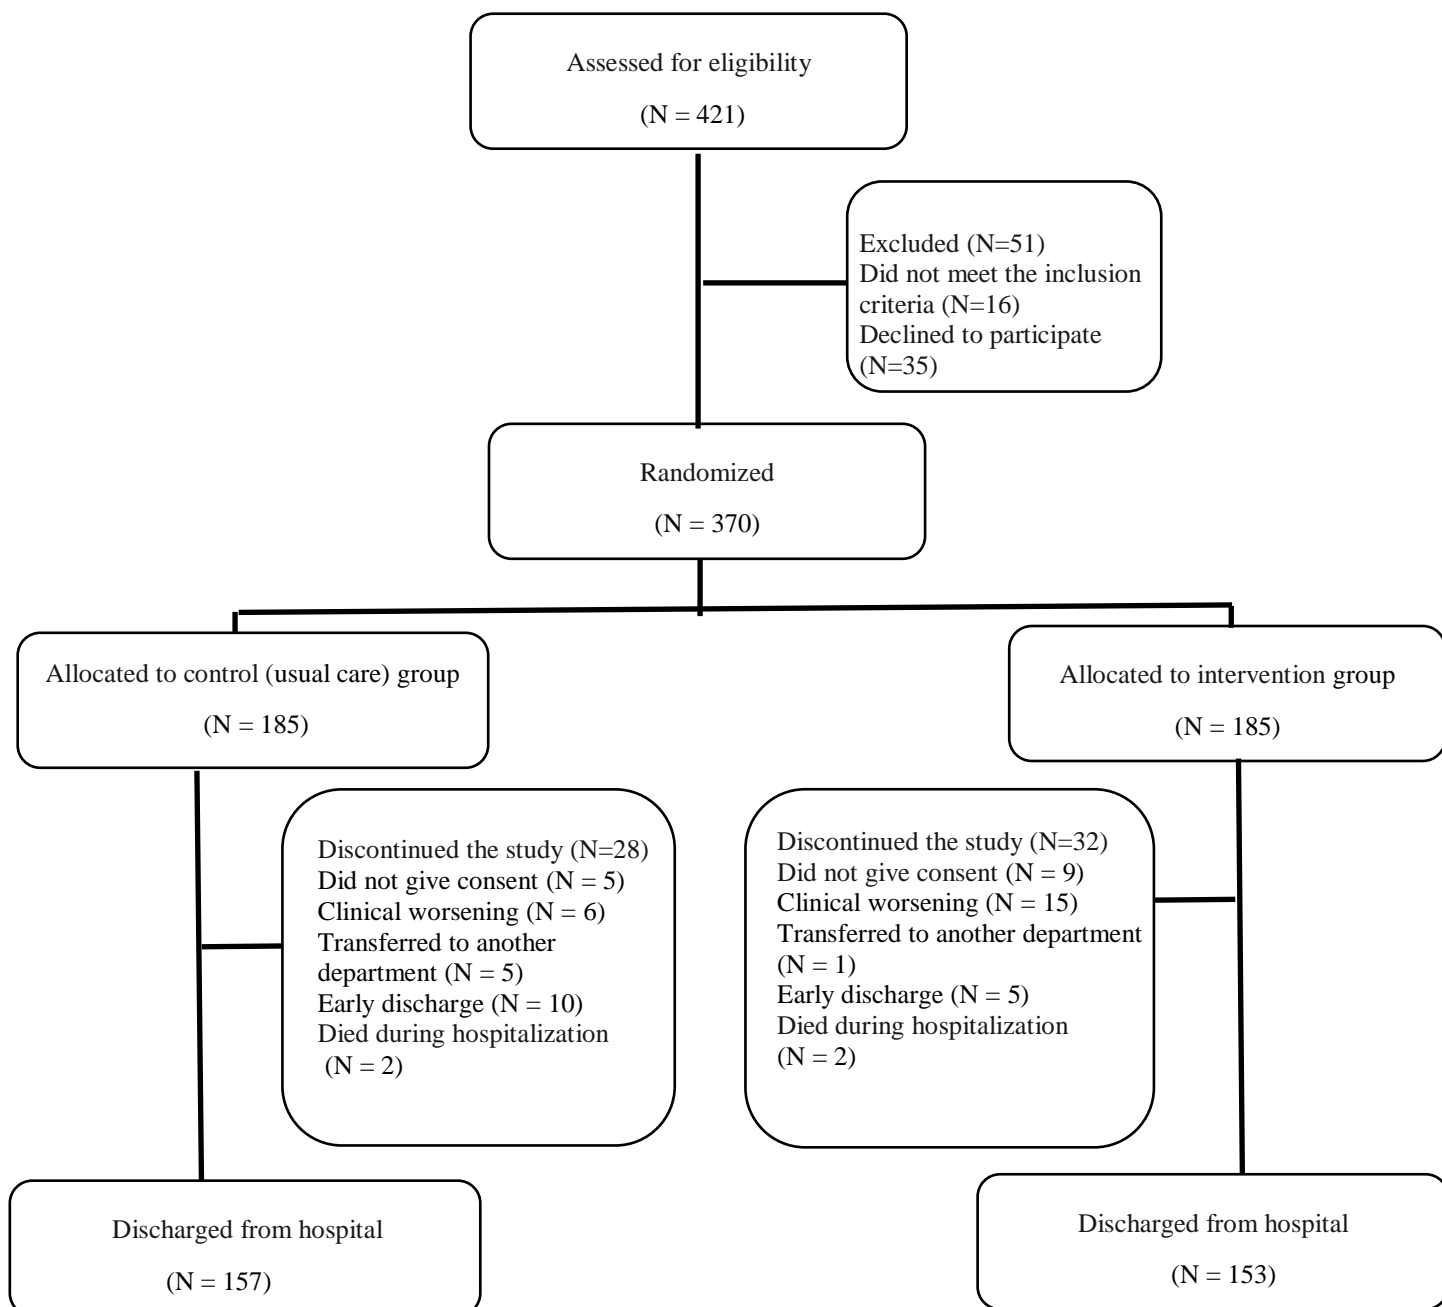 Assessed for eligibility
(N = 421)
Excluded (N=51)
Did not meet the inclusion
criteria (N=16)
Declined to participate
(N=35)
Randomized
(N = 370)
Allocated to control (usual care) group
(N = 185)
Allocated to intervention group
(N = 185)
Discontinued the study (N=28)
Did not give consent (N = 5)
Clinical worsening (N = 6)
Transferred to another
department (N = 5)
Early discharge (N = 10)
Died during hospitalization
(N = 2)
Discontinued the study (N=32)
Did not give consent (N = 9)
Clinical worsening (N = 15)
Transferred to another department
(N = 1)
Early discharge (N = 5)
Died during hospitalization
(N = 2)
Discharged from hospital
(N = 157)
Discharged from hospital
(N = 153)